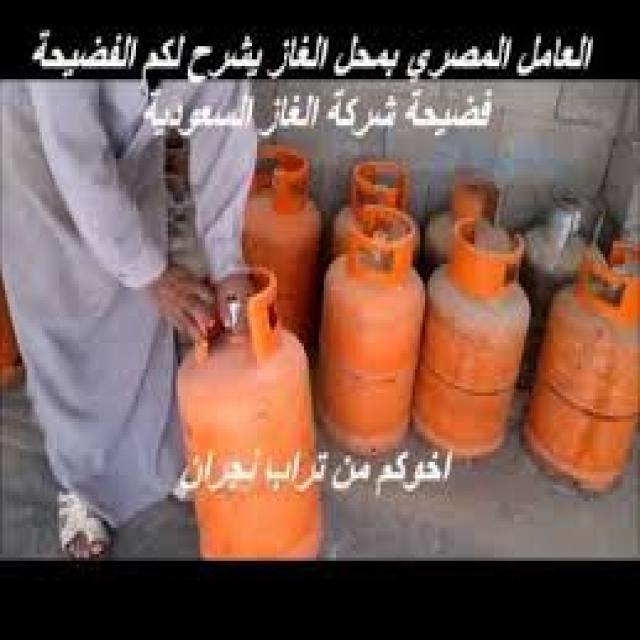 العامل المصري بمحل الغاز يشرح لكم الفضيحة
فضيحة شركة الغاز السعودية
اخوكم من تراب نجران